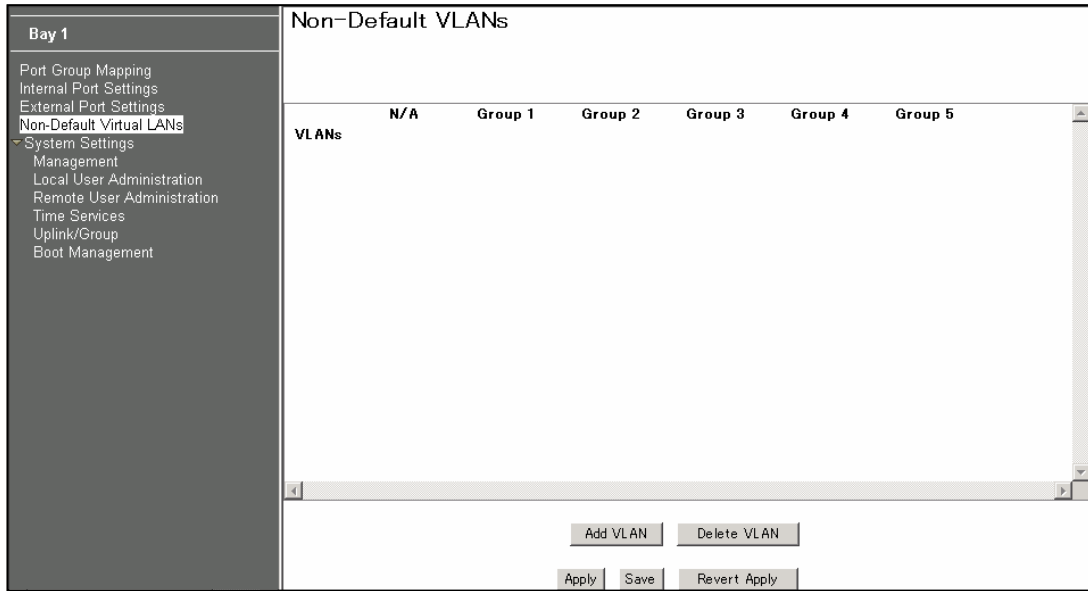 Bay 1
Port Group Mapping
Internal Port Settings
External Port Settings
Non-Default Virtual LANs
System Settings
Management
Local User Administration
Remote User Administration
Time Services
Uplink/Group
Boot Management
Non-Default VLANs
N/A Group 1 Group 2 Group 3 Group 4 Group 5
VLANs
Add VLAN Delete VLAN
Apply Save Revert Apply